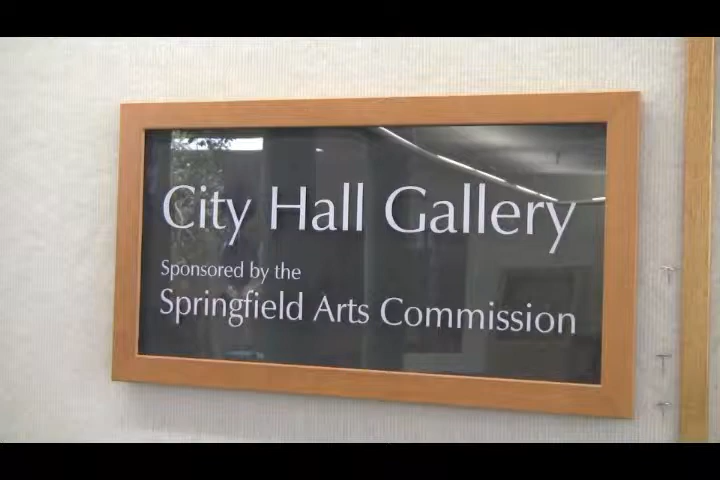 City Hall Gallery
Sponsored by the
Springfield Arts Commission